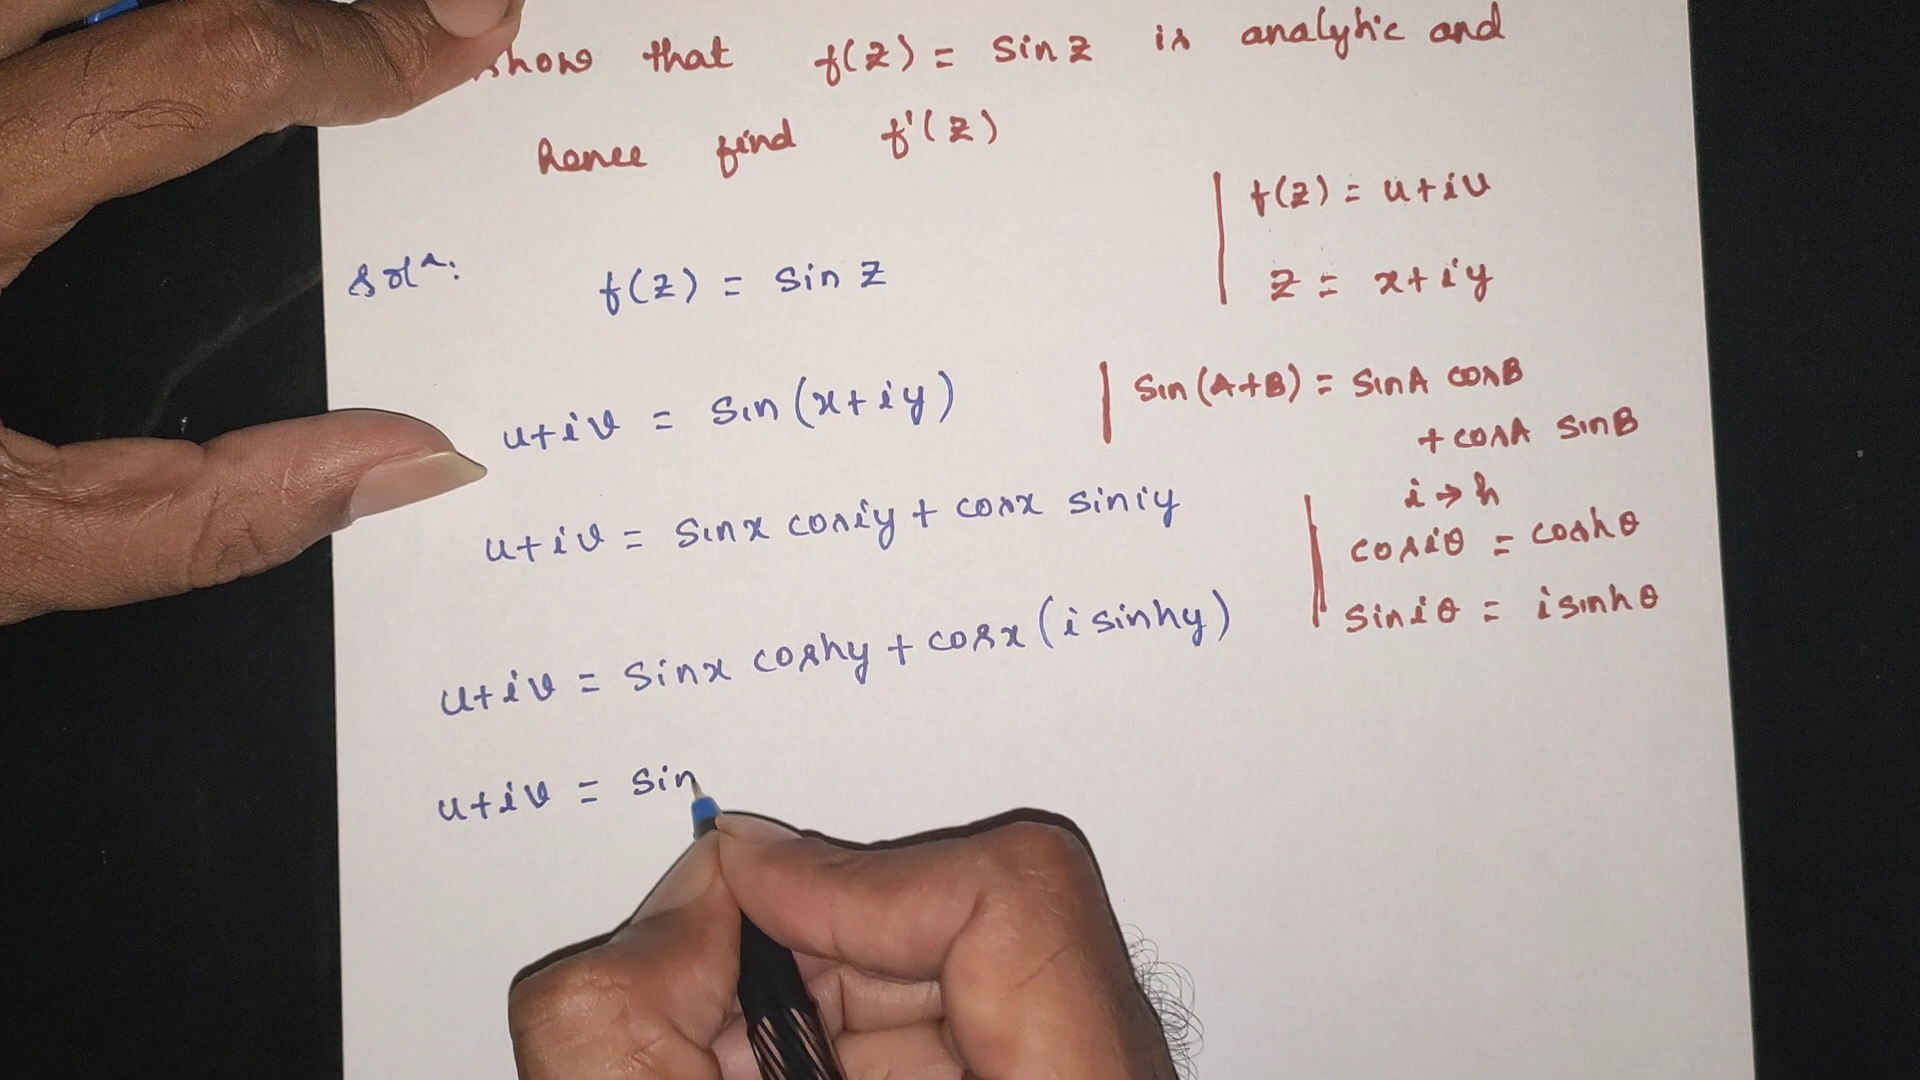 show that f(z) = sin z is analytic and
hence find f'(z)
f(z) = u+iv
z = x+iy
Solⁿ: f(z) = sin z
u+iv = sin(x+iy)
sin(A+B) = sinA cosB
+ cosA sinB
u+iv = sinx cosiy + cosx siniy
i → h
cosiθ = coshθ
siniθ = i sinhθ
u+iv = sinx coshy + cosx (i sinhy)
u+iv = sin